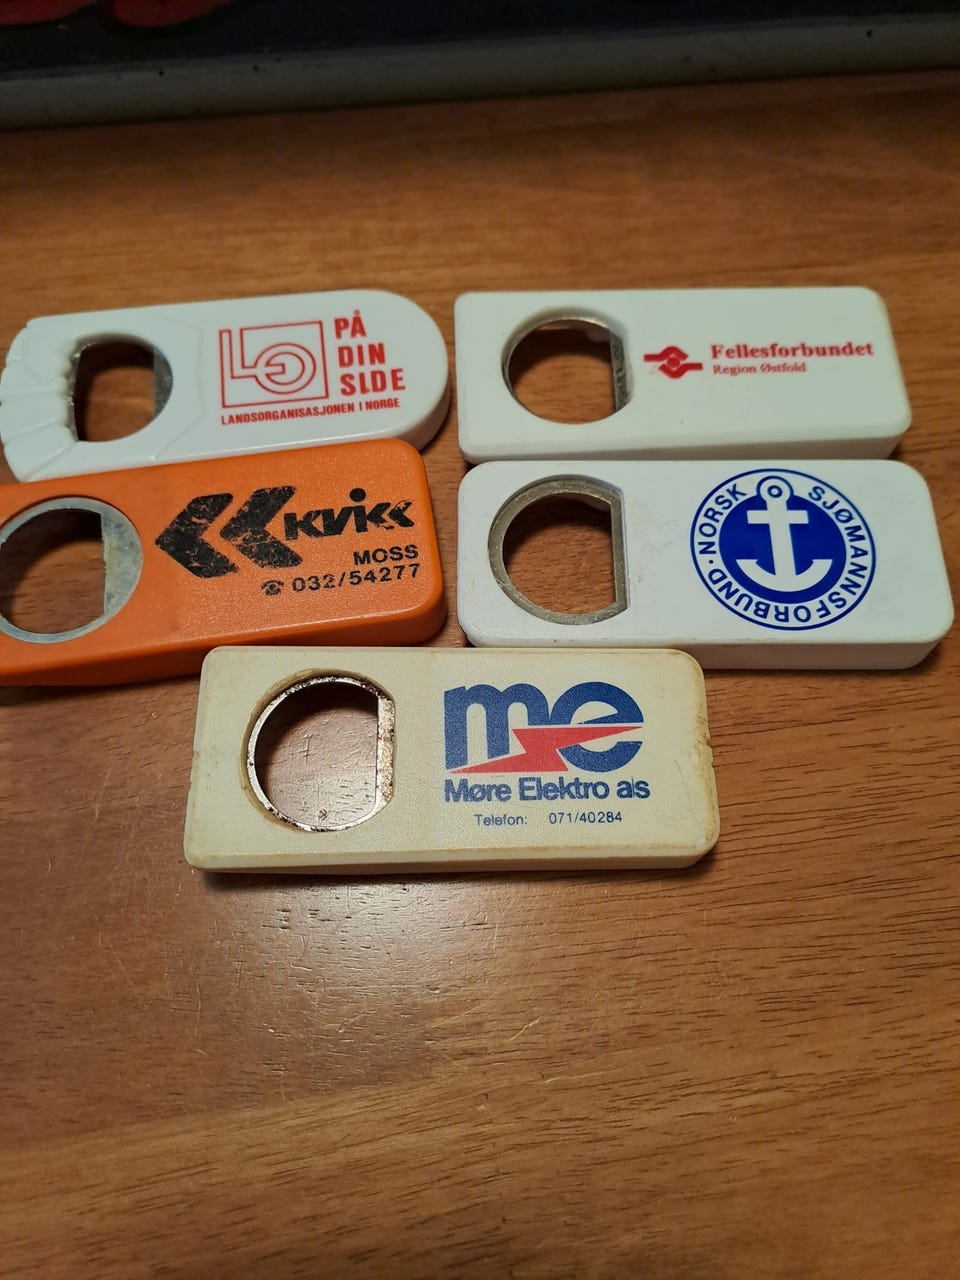 LO
PÅ
DIN
SIDE
LANDSORGANISASJONEN I NORGE
Fellesforbundet
Region Østfold
KVIKK
MOSS
☎ 032/54277
· NORSK SJØMANNSFORBUND ·
me
Møre Elektro a/s
Telefon: 071/40284